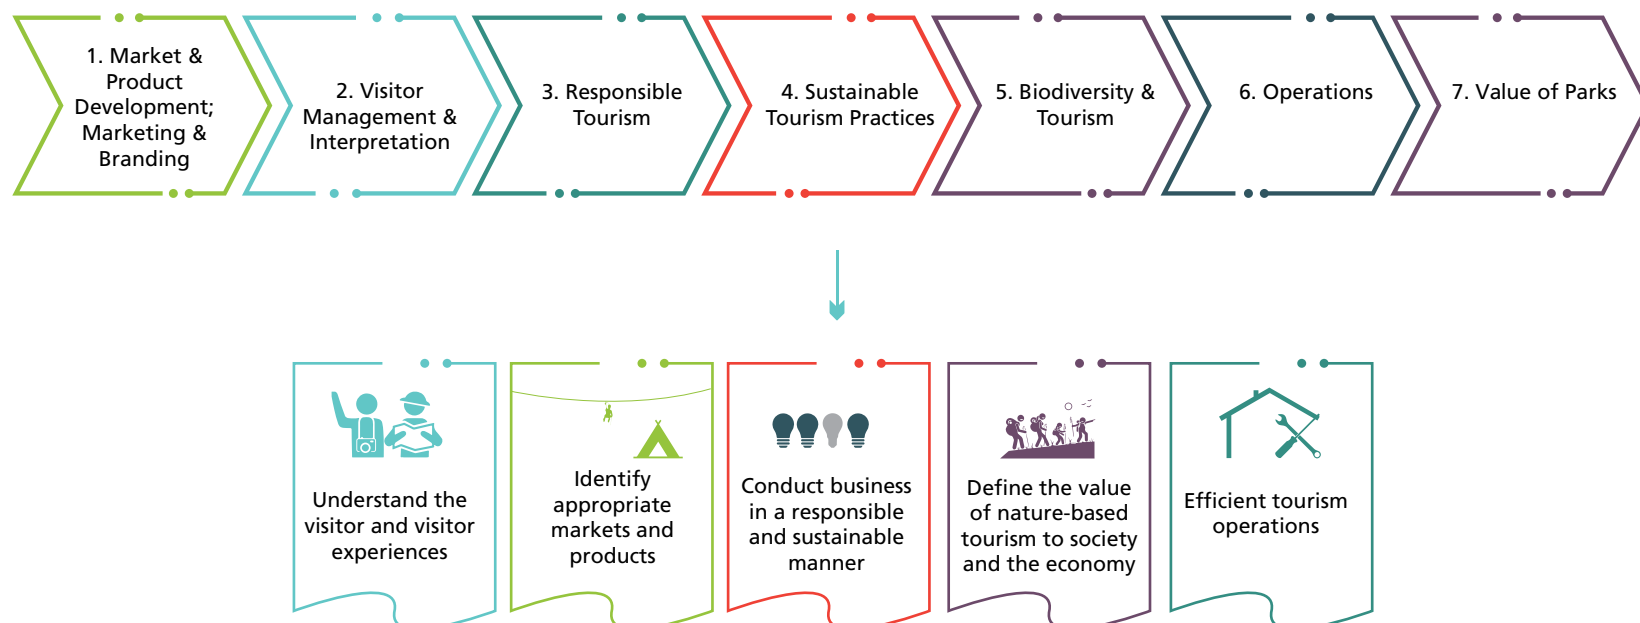 1. Market &
Product
Development;
Marketing &
Branding
2. Visitor
Management &
Interpretation
3. Responsible
Tourism
4. Sustainable
Tourism Practices
5. Biodiversity &
Tourism
6. Operations
7. Value of Parks
Understand the
visitor and visitor
experiences
Identify
appropriate
markets and
products
Conduct business
in a responsible
and sustainable
manner
Define the value
of nature-based
tourism to society
and the economy
Efficient tourism
operations